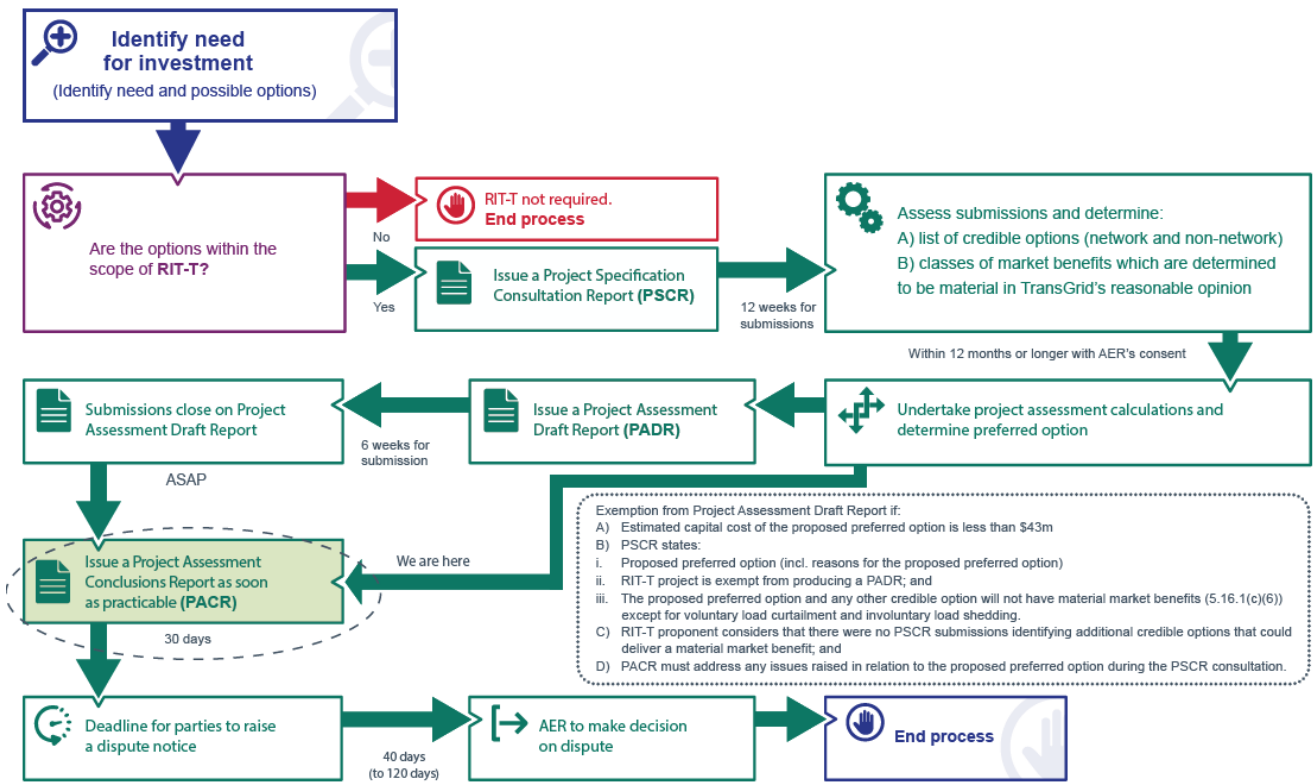 Identify need
for investment
(Identify need and possible options)
Are the options within the
scope of RIT-T?
No
Yes
RIT-T not required.
End process
Issue a Project Specification
Consultation Report (PSCR)
12 weeks for
submissions
Assess submissions and determine:
A) list of credible options (network and non-network)
B) classes of market benefits which are determined
to be material in TransGrid's reasonable opinion
Within 12 months or longer with AER's consent
Undertake project assessment calculations and
determine preferred option
Issue a Project Assessment
Draft Report (PADR)
6 weeks for
submission
Submissions close on Project
Assessment Draft Report
ASAP
Exemption from Project Assessment Draft Report if:
A) Estimated capital cost of the proposed preferred option is less than $43m
B) PSCR states:
i. Proposed preferred option (incl. reasons for the proposed preferred option)
ii. RIT-T project is exempt from producing a PADR; and
iii. The proposed preferred option and any other credible option will not have material market benefits (5.16.1(c)(6))
except for voluntary load curtailment and involuntary load shedding.
C) RIT-T proponent considers that there were no PSCR submissions identifying additional credible options that could
deliver a material market benefit; and
D) PACR must address any issues raised in relation to the proposed preferred option during the PSCR consultation.
We are here
Issue a Project Assessment
Conclusions Report as soon
as practicable (PACR)
30 days
Deadline for parties to raise
a dispute notice
40 days
(to 120 days)
AER to make decision
on dispute
End process